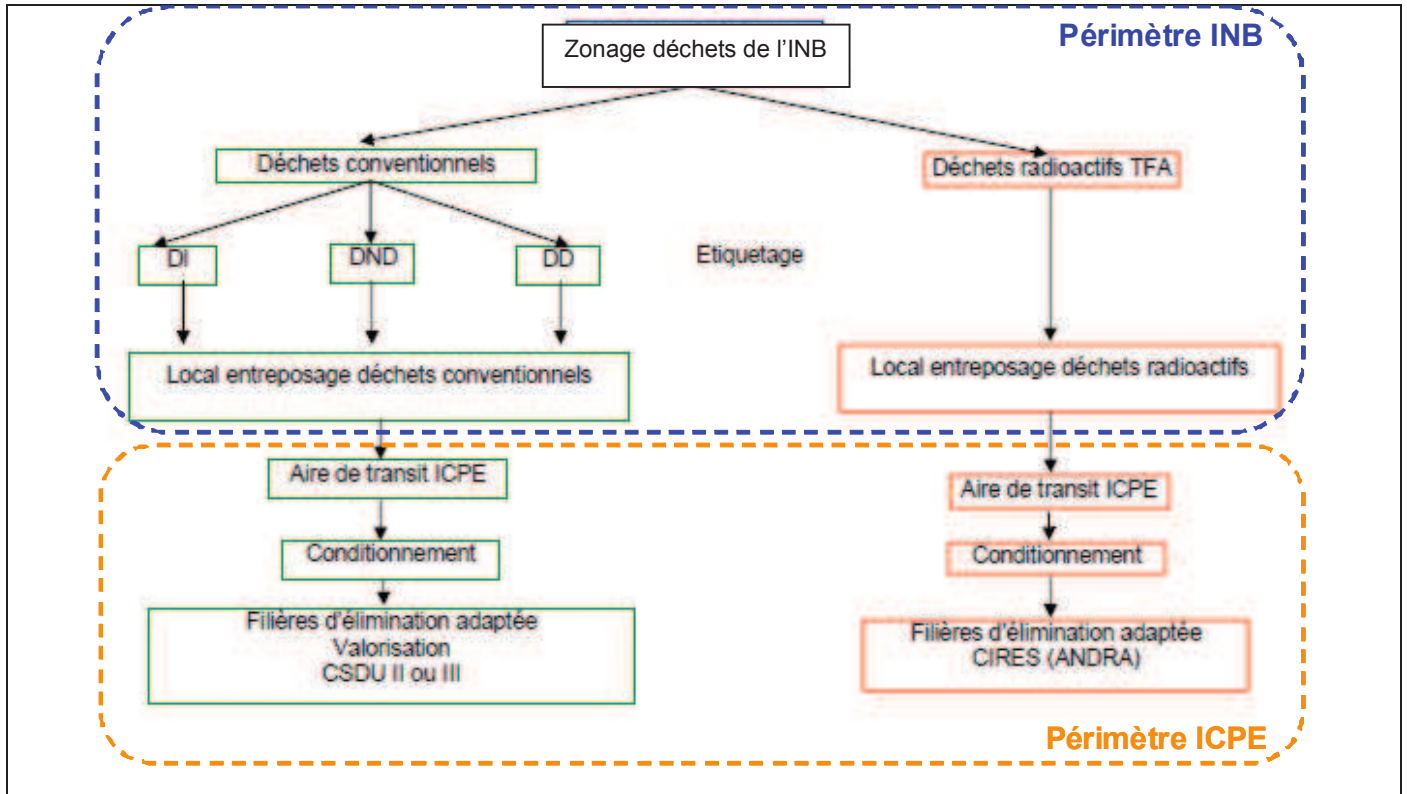 Périmètre INB
Zonage déchets de l'INB
Déchets conventionnels
Déchets radioactifs TFA
DI
DND
DD
Etiquetage
Local entreposage déchets conventionnels
Local entreposage déchets radioactifs
Aire de transit ICPE
Aire de transit ICPE
Conditionnement
Conditionnement
Filières d'élimination adaptée
Valorisation
CSDU II ou III
Filières d'élimination adaptée
CIRES (ANDRA)
Périmètre ICPE